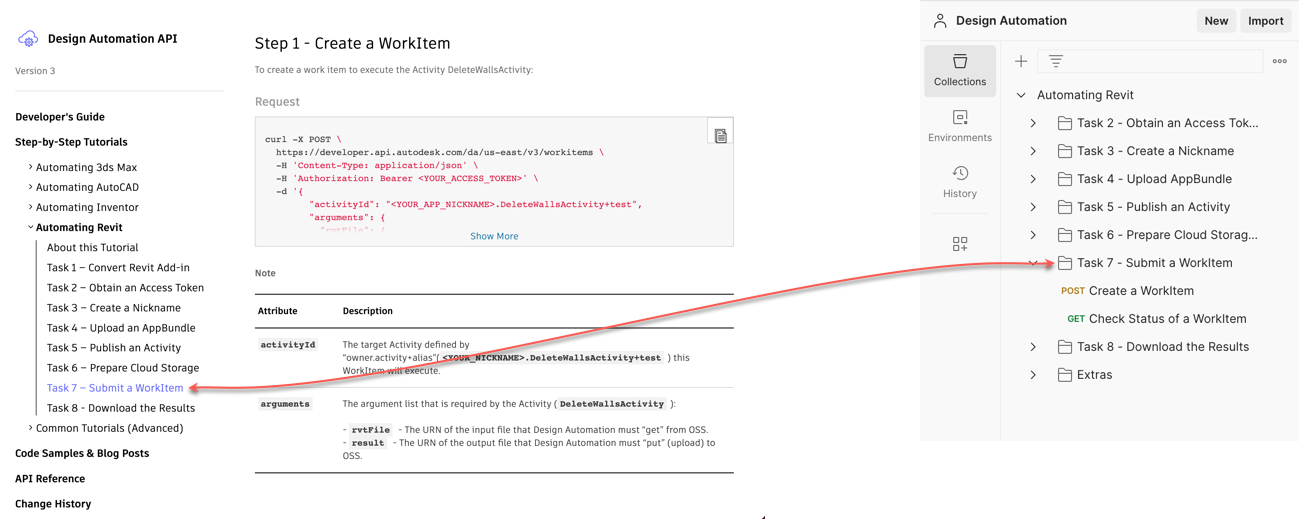 Design Automation API
Version 3
Developer's Guide
Step-by-Step Tutorials
Automating 3ds Max
Automating AutoCAD
Automating Inventor
Automating Revit
About this Tutorial
Task 1 – Convert Revit Add-in
Task 2 – Obtain an Access Token
Task 3 – Create a Nickname
Task 4 – Upload an AppBundle
Task 5 – Publish an Activity
Task 6 – Prepare Cloud Storage
Task 7 – Submit a WorkItem
Task 8 - Download the Results
Common Tutorials (Advanced)
Code Samples & Blog Posts
API Reference
Change History
Step 1 - Create a WorkItem
To create a work item to execute the Activity DeleteWallsActivity:
Request
curl -X POST \
https://developer.api.autodesk.com/da/us-east/v3/workitems \
-H 'Content-Type: application/json' \
-H 'Authorization: Bearer <YOUR_ACCESS_TOKEN>' \
-d '{
"activityId": "<YOUR_APP_NICKNAME>.DeleteWallsActivity+test",
"arguments": {
"rvtFile": {
Show More
Note
Attribute Description
activityId The target Activity defined by
"owner.activity+alias"( <YOUR_NICKNAME>.DeleteWallsActivity+test ) this
WorkItem will execute.
arguments The argument list that is required by the Activity ( DeleteWallsActivity ):
- rvtFile - The URN of the input file that Design Automation must "get" from OSS.
- result - The URN of the output file that Design Automation must "put" (upload) to
OSS.
Design Automation New Import
Collections
Environments
History
Automating Revit
Task 2 - Obtain an Access Tok...
Task 3 - Create a Nickname
Task 4 - Upload AppBundle
Task 5 - Publish an Activity
Task 6 - Prepare Cloud Storag...
Task 7 - Submit a WorkItem
POST Create a WorkItem
GET Check Status of a WorkItem
Task 8 - Download the Results
Extras